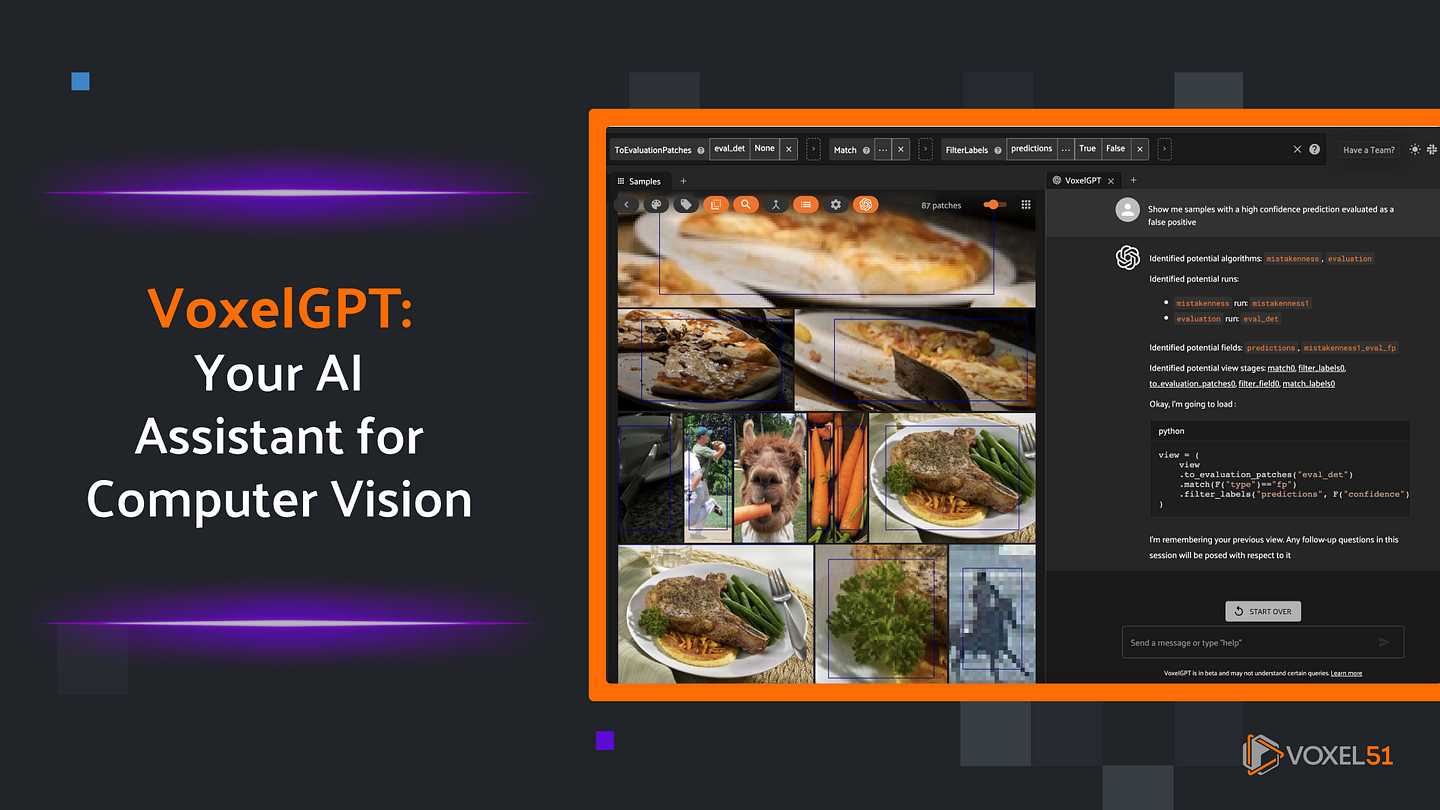 VoxelGPT:
Your AI
Assistant for
Computer Vision
ToEvaluationPatches ? eval_det None × > Match ? ... × > FilterLabels ? predictions ... True False × > × ? Have a Team?
Samples +
87 patches
VoxelGPT × +
Show me samples with a high confidence prediction evaluated as a
false positive
Identified potential algorithms: mistakenness, evaluation
Identified potential runs:
• mistakenness run: mistakenness1
• evaluation run: eval_det
Identified potential fields: predictions, mistakenness1_eval_fp
Identified potential view stages: match0, filter_labels0,
to_evaluation_patches0, filter_field0, match_labels0
Okay, I'm going to load :
python
view = (
    view
    .to_evaluation_patches("eval_det")
    .match(F("type")=="fp")
    .filter_labels("predictions", F("confidence")
)
I'm remembering your previous view. Any follow-up questions in this
session will be posed with respect to it
START OVER
Send a message or type "help"
VoxelGPT is in beta and may not understand certain queries. Learn more
VOXEL51